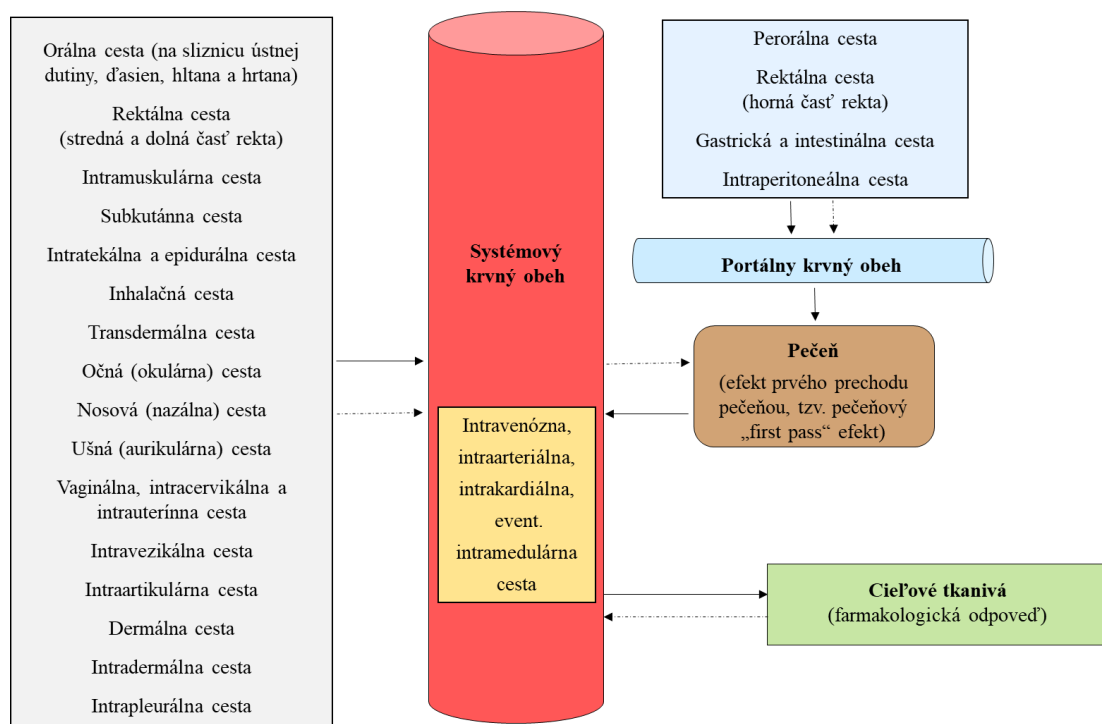 Orálna cesta (na sliznicu ústnej
dutiny, ďasien, hltana a hrtana)
Rektálna cesta
(stredná a dolná časť rekta)
Intramuskulárna cesta
Subkutánna cesta
Intratekálna a epidurálna cesta
Inhalačná cesta
Transdermálna cesta
Očná (okulárna) cesta
Nosová (nazálna) cesta
Ušná (aurikulárna) cesta
Vaginálna, intracervikálna a
intrauterínna cesta
Intravezikálna cesta
Intraartikulárna cesta
Dermálna cesta
Intradermálna cesta
Intrapleurálna cesta
Systémový
krvný obeh
Intravenózna,
intraarteriálna,
intrakardiálna,
event.
intramedulárna
cesta
Perorálna cesta
Rektálna cesta
(horná časť rekta)
Gastrická a intestinálna cesta
Intraperitoneálna cesta
Portálny krvný obeh
Pečeň
(efekt prvého prechodu
pečeňou, tzv. pečeňový
„first pass“ efekt)
Cieľové tkanivá
(farmakologická odpoveď)